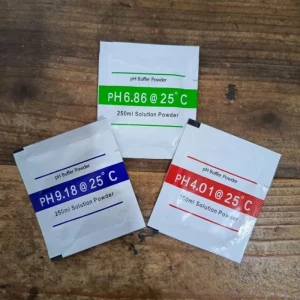 pH Buffer Powder
PH6.86@25°C
250ml Solution Powder
pH Buffer Powder
PH9.18@25°C
250ml Solution Powder
pH Buffer Powder
PH4.01@25°C
250ml Solution Powder